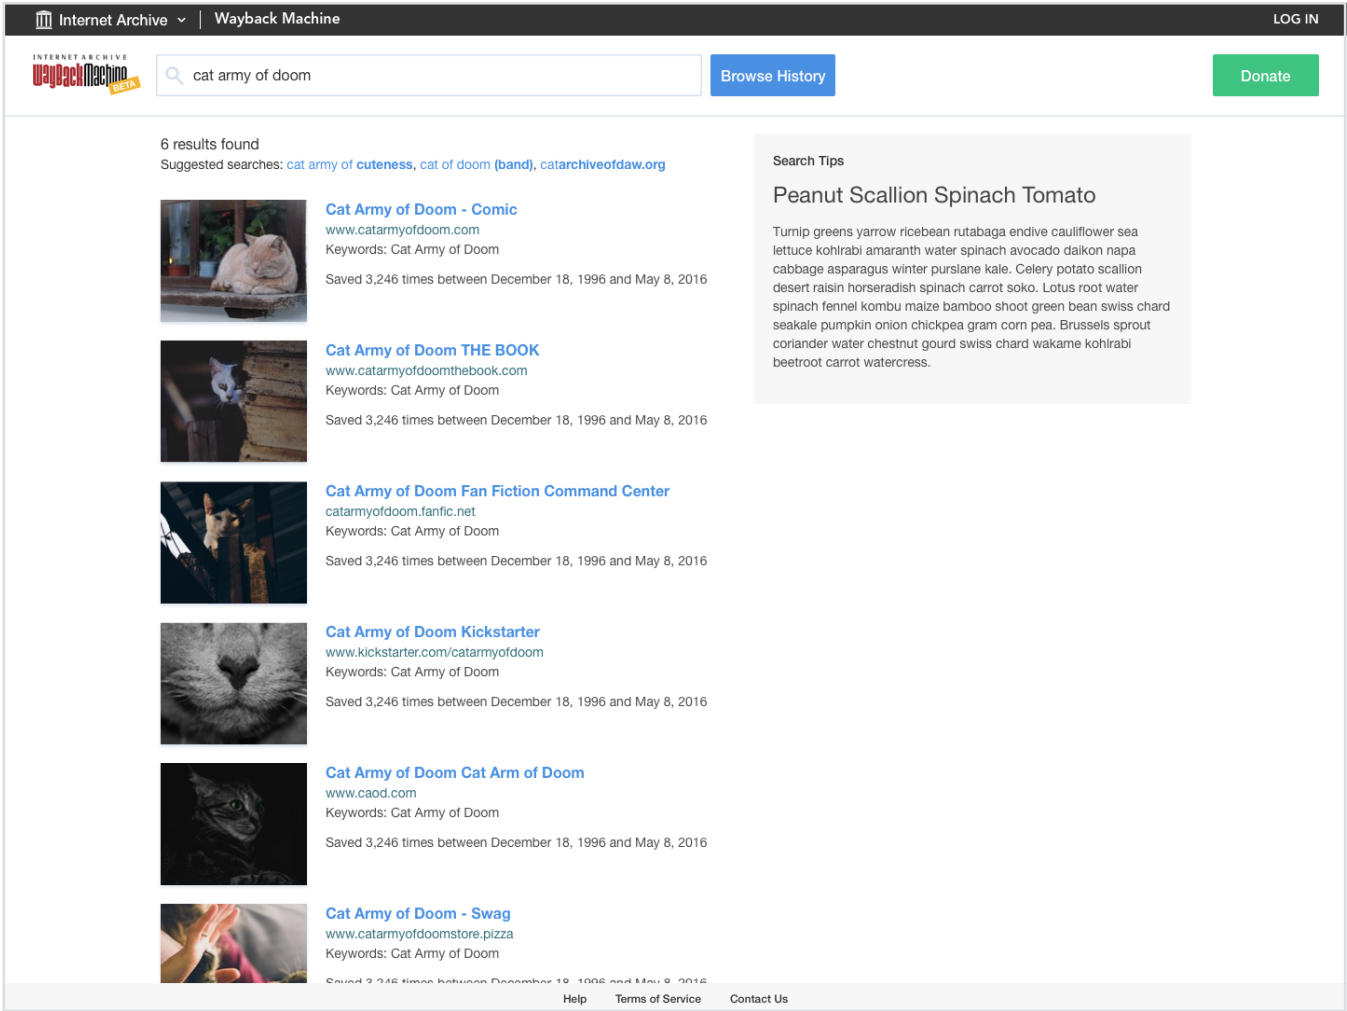 Internet Archive
Wayback Machine
LOG IN
INTERNET ARCHIVE
WayBackMachine
BETA
cat army of doom
Browse History
Donate
6 results found
Suggested searches: cat army of cuteness, cat of doom (band), catarchiveofdaw.org
Cat Army of Doom - Comic
www.catarmyofdoom.com
Keywords: Cat Army of Doom
Saved 3,246 times between December 18, 1996 and May 8, 2016
Cat Army of Doom THE BOOK
www.catarmyofdoomthebook.com
Keywords: Cat Army of Doom
Saved 3,246 times between December 18, 1996 and May 8, 2016
Cat Army of Doom Fan Fiction Command Center
catarmyofdoom.fanfic.net
Keywords: Cat Army of Doom
Saved 3,246 times between December 18, 1996 and May 8, 2016
Cat Army of Doom Kickstarter
www.kickstarter.com/catarmyofdoom
Keywords: Cat Army of Doom
Saved 3,246 times between December 18, 1996 and May 8, 2016
Cat Army of Doom Cat Arm of Doom
www.caod.com
Keywords: Cat Army of Doom
Saved 3,246 times between December 18, 1996 and May 8, 2016
Cat Army of Doom - Swag
www.catarmyofdoomstore.pizza
Keywords: Cat Army of Doom
Saved 3,246 times between December 18, 1996 and May 8, 2016
Search Tips
Peanut Scallion Spinach Tomato
Turnip greens yarrow ricebean rutabaga endive cauliflower sea
lettuce kohlrabi amaranth water spinach avocado daikon napa
cabbage asparagus winter purslane kale. Celery potato scallion
desert raisin horseradish spinach carrot soko. Lotus root water
spinach fennel kombu maize bamboo shoot green bean swiss chard
seakale pumpkin onion chickpea gram corn pea. Brussels sprout
coriander water chestnut gourd swiss chard wakame kohlrabi
beetroot carrot watercress.
Help
Terms of Service
Contact Us